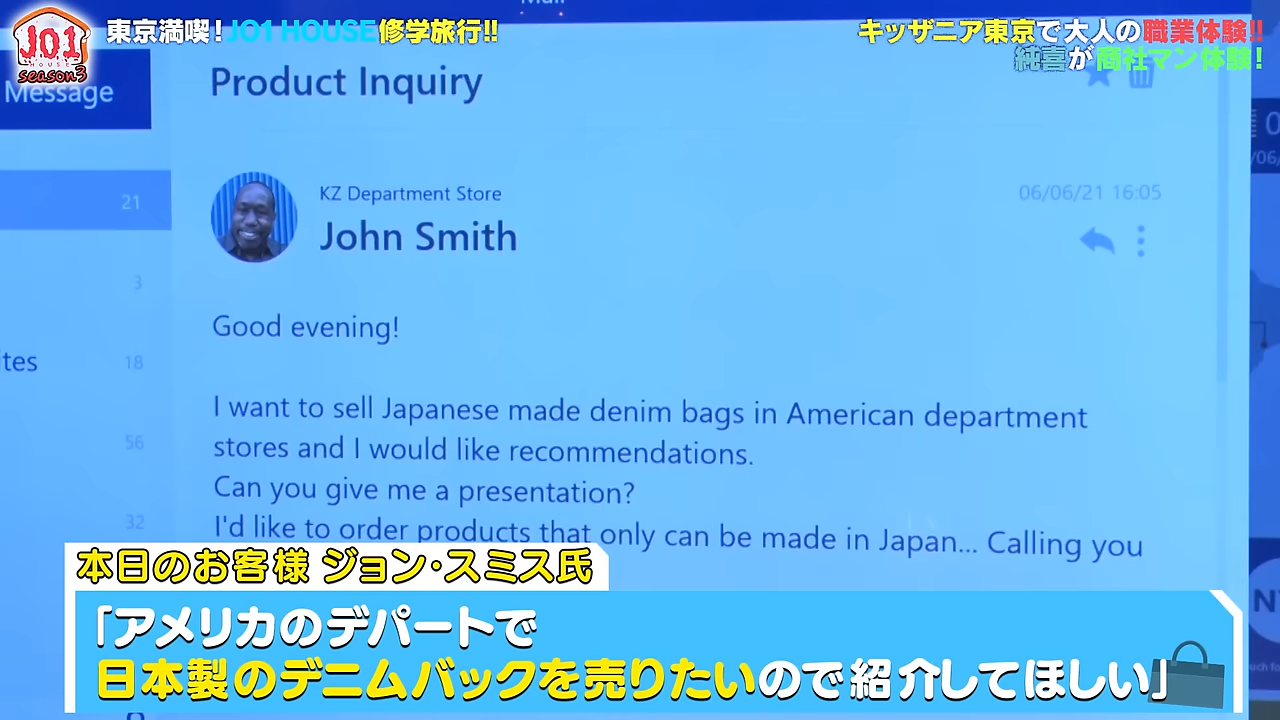 JO1
HOUSE
season3
東京満喫！JO1 HOUSE修学旅行!!
キッザニア東京で大人の職業体験!!
純喜が商社マン体験！
Message
Product Inquiry
21
KZ Department Store
06/06/21 16:05
John Smith
3
Good evening!
tes
18
I want to sell Japanese made denim bags in American department
56
stores and I would like recommendations.
Can you give me a presentation?
32
I'd like to order products that only can be made in Japan... Calling you
本日のお客様 ジョン・スミス氏
「アメリカのデパートで
日本製のデニムバックを売りたいので紹介してほしい」